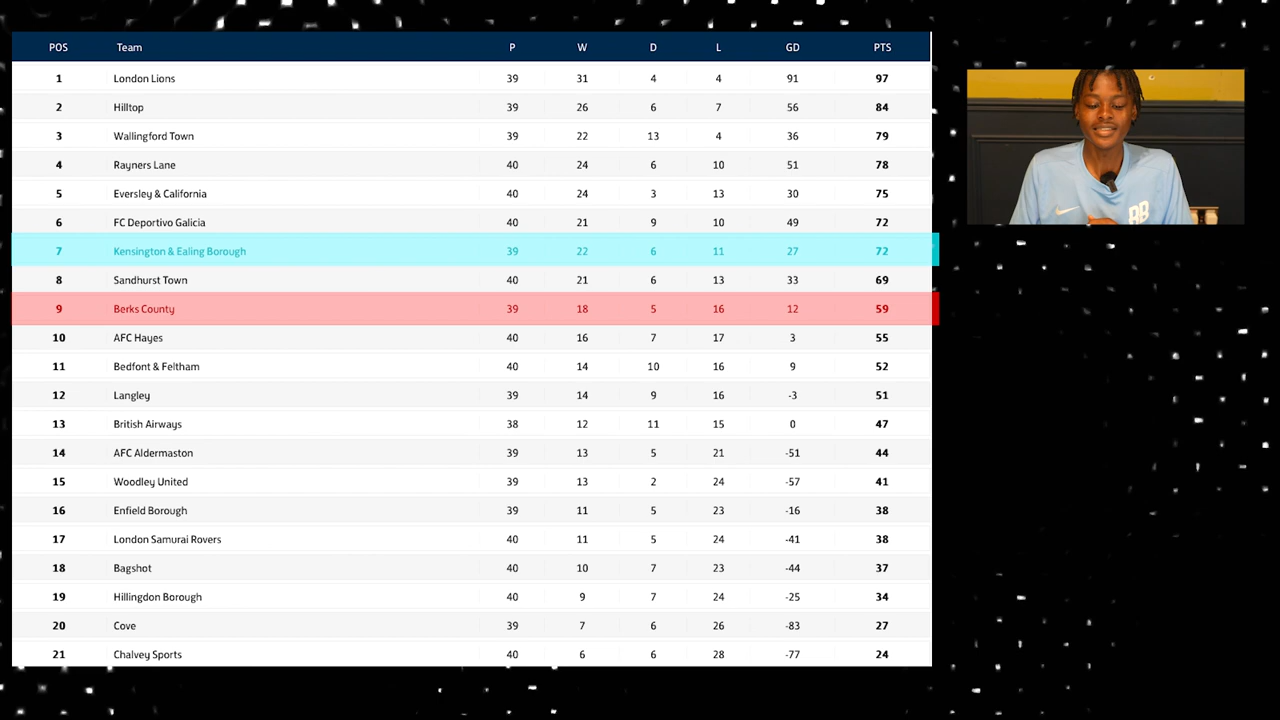 POS Team P W D L GD PTS
1 London Lions 39 31 4 4 91 97
2 Hilltop 39 26 6 7 56 84
3 Wallingford Town 39 22 13 4 36 79
4 Rayners Lane 40 24 6 10 51 78
5 Eversley & California 40 24 3 13 30 75
6 FC Deportivo Galicia 40 21 9 10 49 72
7 Kensington & Ealing Borough 39 22 6 11 27 72
8 Sandhurst Town 40 21 6 13 33 69
9 Berks County 39 18 5 16 12 59
10 AFC Hayes 40 16 7 17 3 55
11 Bedfont & Feltham 40 14 10 16 9 52
12 Langley 39 14 9 16 -3 51
13 British Airways 38 12 11 15 0 47
14 AFC Aldermaston 39 13 5 21 -51 44
15 Woodley United 39 13 2 24 -57 41
16 Enfield Borough 39 11 5 23 -16 38
17 London Samurai Rovers 40 11 5 24 -41 38
18 Bagshot 40 10 7 23 -44 37
19 Hillingdon Borough 40 9 7 24 -25 34
20 Cove 39 7 6 26 -83 27
21 Chalvey Sports 40 6 6 28 -77 24